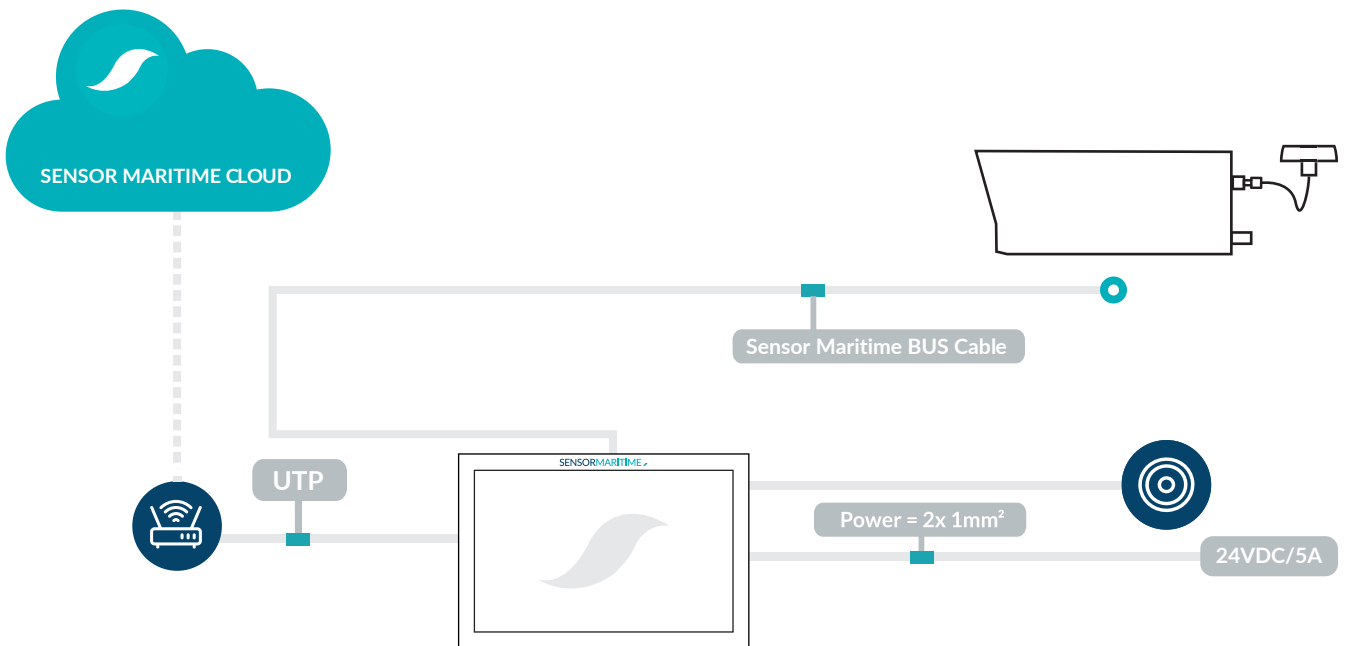 SENSOR MARITIME CLOUD
Sensor Maritime BUS Cable
SENSORMARITIME
UTP
Power = 2x 1mm²
24VDC/5A